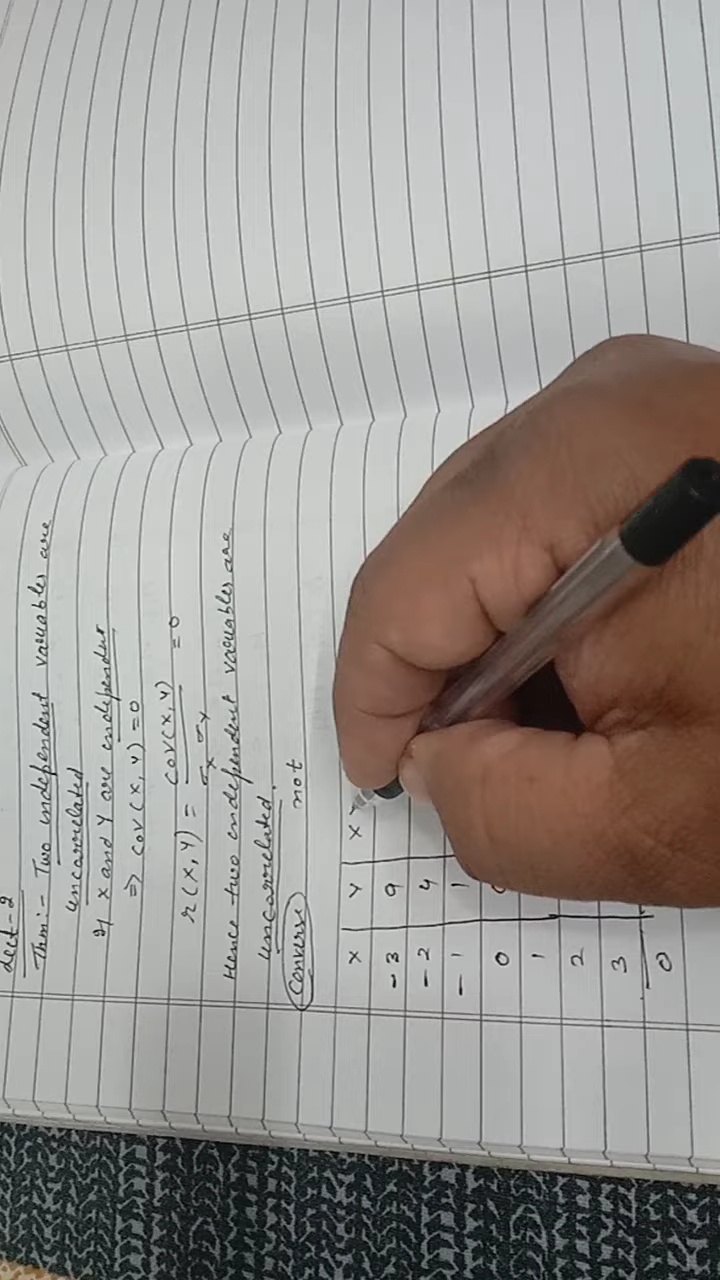 Lect-2
Thm:- Two independent variables are
uncorrelated
If X and Y are independent
⇒ cov(X, Y) = 0
r(X, Y) = cov(X, Y) / σx σy = 0
Hence two independent variables are
uncorrelated.
Converse not
X Y X
-3 9
-2 4
-1 1
0
1
2
3
0